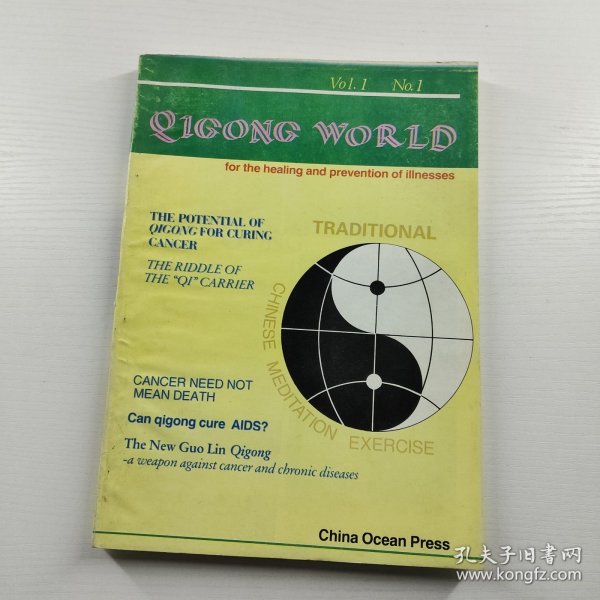 Vol. 1 No. 1
QIGONG WORLD
for the healing and prevention of illnesses
THE POTENTIAL OF
QIGONG FOR CURING
CANCER
THE RIDDLE OF
THE "QI" CARRIER
TRADITIONAL
CHINESE MEDITATION
EXERCISE
CANCER NEED NOT
MEAN DEATH
Can qigong cure AIDS?
The New Guo Lin Qigong
-a weapon against cancer and chronic diseases
China Ocean Press
孔夫子旧书网
www.kongfz.com